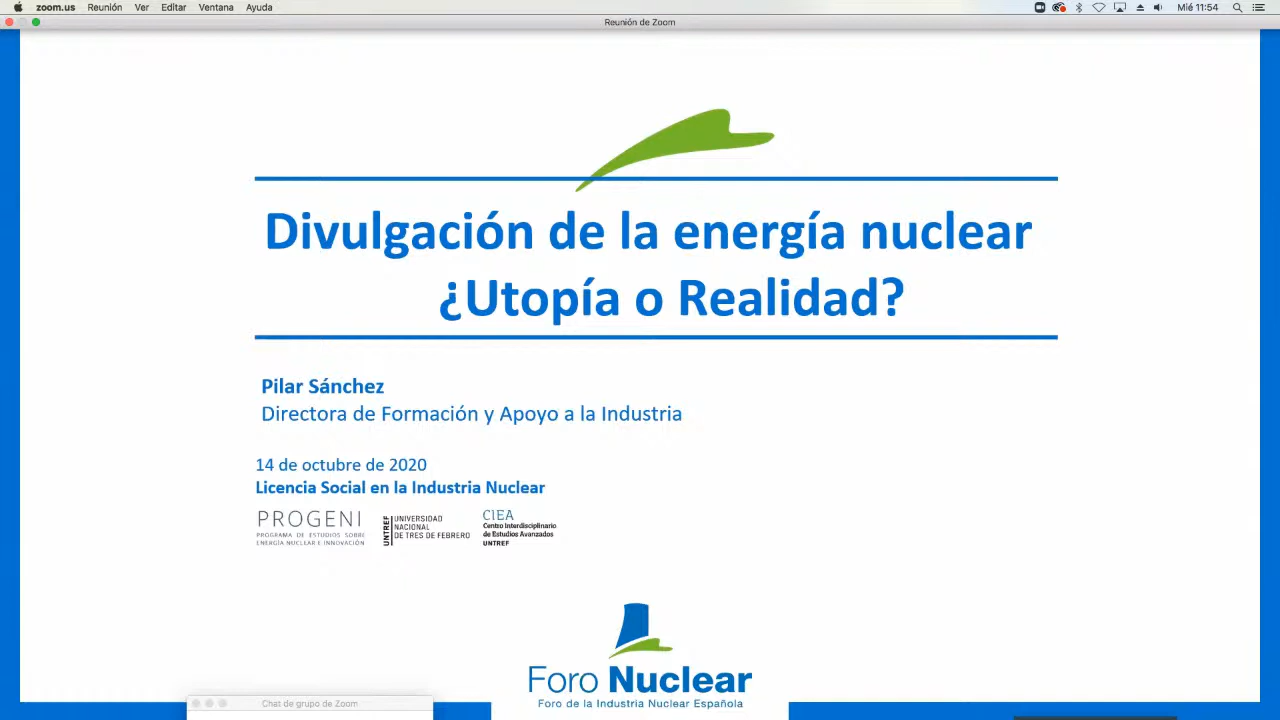 zoom.us Reunión Ver Editar Ventana Ayuda Mié 11:54
Reunión de Zoom
Divulgación de la energía nuclear
¿Utopía o Realidad?
Pilar Sánchez
Directora de Formación y Apoyo a la Industria
14 de octubre de 2020
Licencia Social en la Industria Nuclear
PROGENI
PROGRAMA DE ESTUDIOS SOBRE
ENERGÍA NUCLEAR E INNOVACIÓN
UNTREF
UNIVERSIDAD
NACIONAL
DE TRES DE FEBRERO
CIEA
Centro Interdisciplinario
de Estudios Avanzados
UNTREF
Foro Nuclear
Foro de la Industria Nuclear Española
Chat de grupo de Zoom